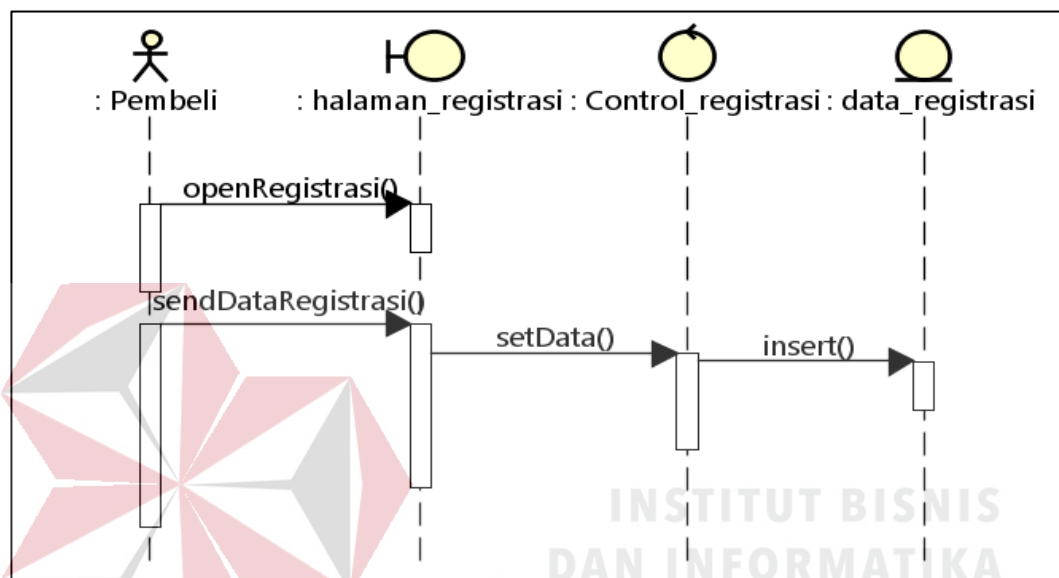 : Pembeli
: halaman_registrasi
: Control_registrasi
: data_registrasi
openRegistrasi()
sendDataRegistrasi()
setData()
insert()
INSTITUT BISNIS
DAN INFORMATIKA